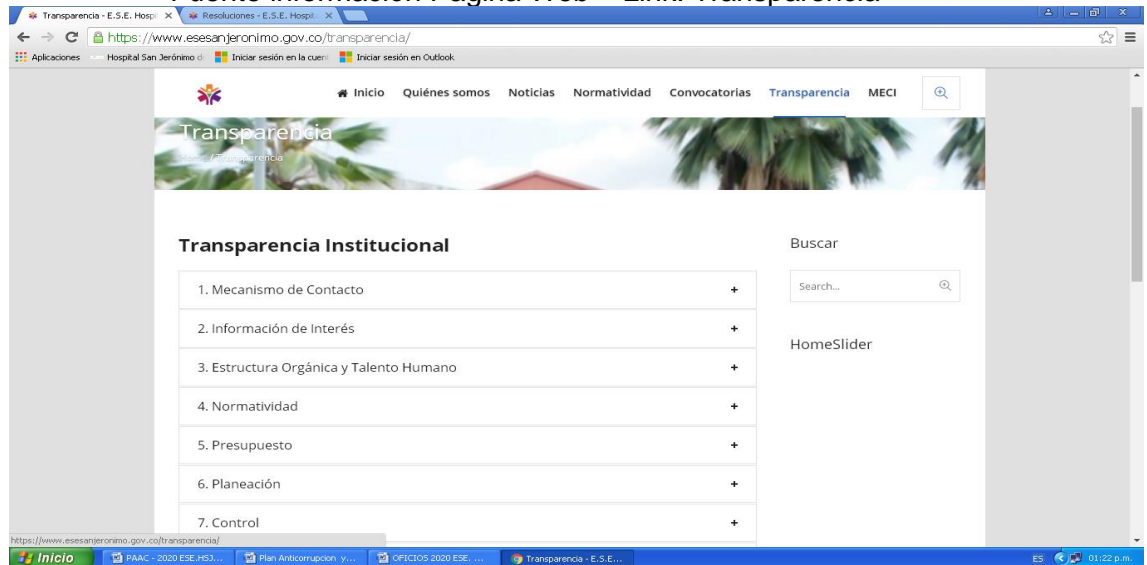 Fuente información Página Web – Link: Transparencia
Transparencia - E.S.E. Hospi
Resoluciones - E.S.E. Hospit
https://www.esesanjeronimo.gov.co/transparencia/
Aplicaciones
Hospital San Jerónimo d
Iniciar sesión en la cuen
Iniciar sesión en Outlook
Inicio Quiénes somos Noticias Normatividad Convocatorias Transparencia MECI
Transparencia
/ Transparencia
Transparencia Institucional
Buscar
1. Mecanismo de Contacto +
Search...
2. Información de Interés +
HomeSlider
3. Estructura Orgánica y Talento Humano +
4. Normatividad +
5. Presupuesto +
6. Planeación +
7. Control +
https://www.esesanjeronimo.gov.co/transparencia/
Inicio
PAAC - 2020 ESE.HSJ...
Plan Anticorrupcion y...
OFICIOS 2020 ESE. ...
Transparencia - E.S.E...
ES
01:22 p.m.